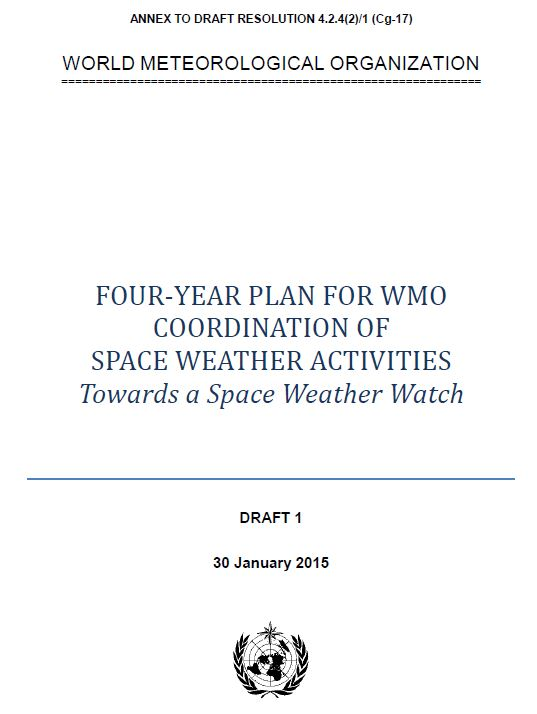 ANNEX TO DRAFT RESOLUTION 4.2.4(2)/1 (Cg-17)
WORLD METEOROLOGICAL ORGANIZATION
=============================================================
FOUR-YEAR PLAN FOR WMO
COORDINATION OF
SPACE WEATHER ACTIVITIES
Towards a Space Weather Watch
DRAFT 1
30 January 2015